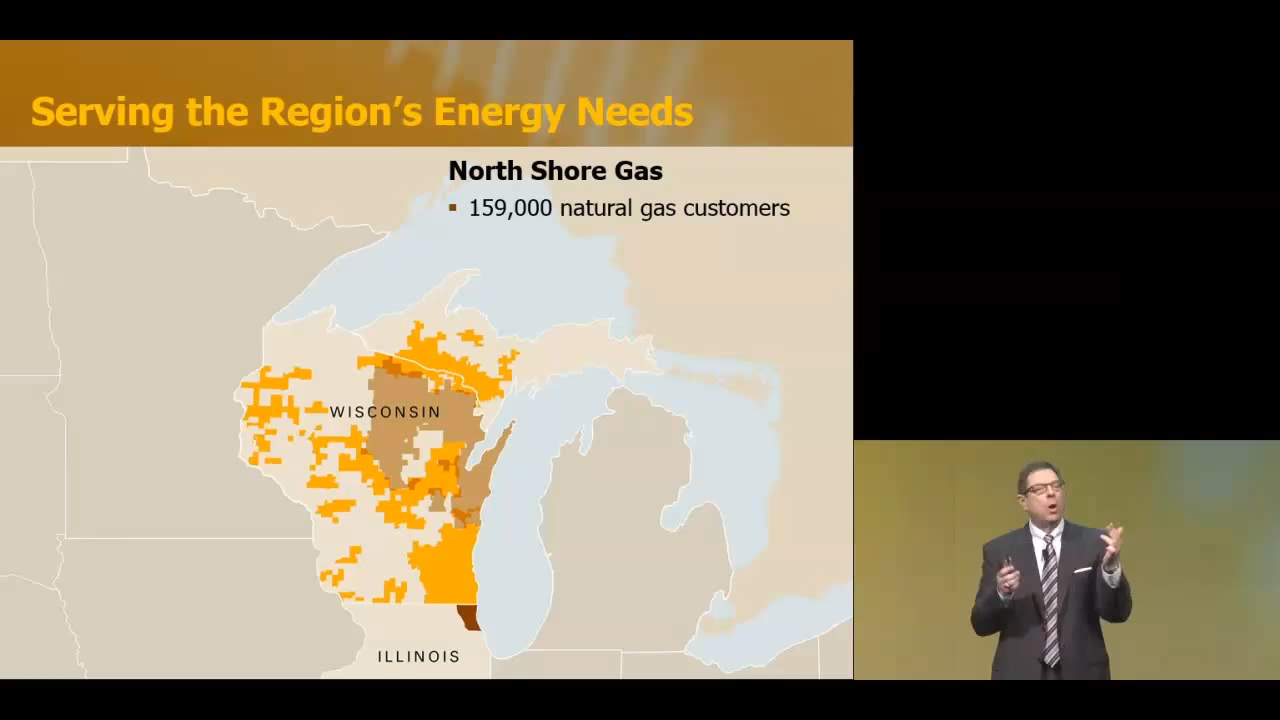 Serving the Region's Energy Needs
North Shore Gas
▪ 159,000 natural gas customers
WISCONSIN
ILLINOIS